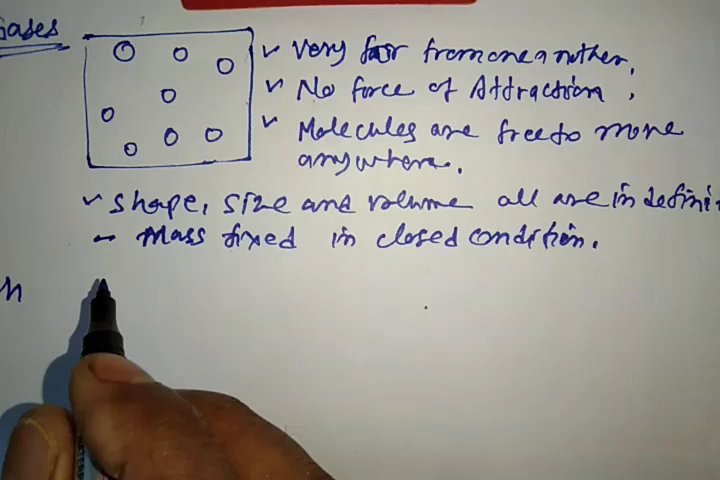 Gases
✓ Very far from one another.
✓ No force of Attraction,
✓ Molecules are free to move
anywhere.
✓ shape, size and volume all are indefini
– Mass fixed in closed condition.